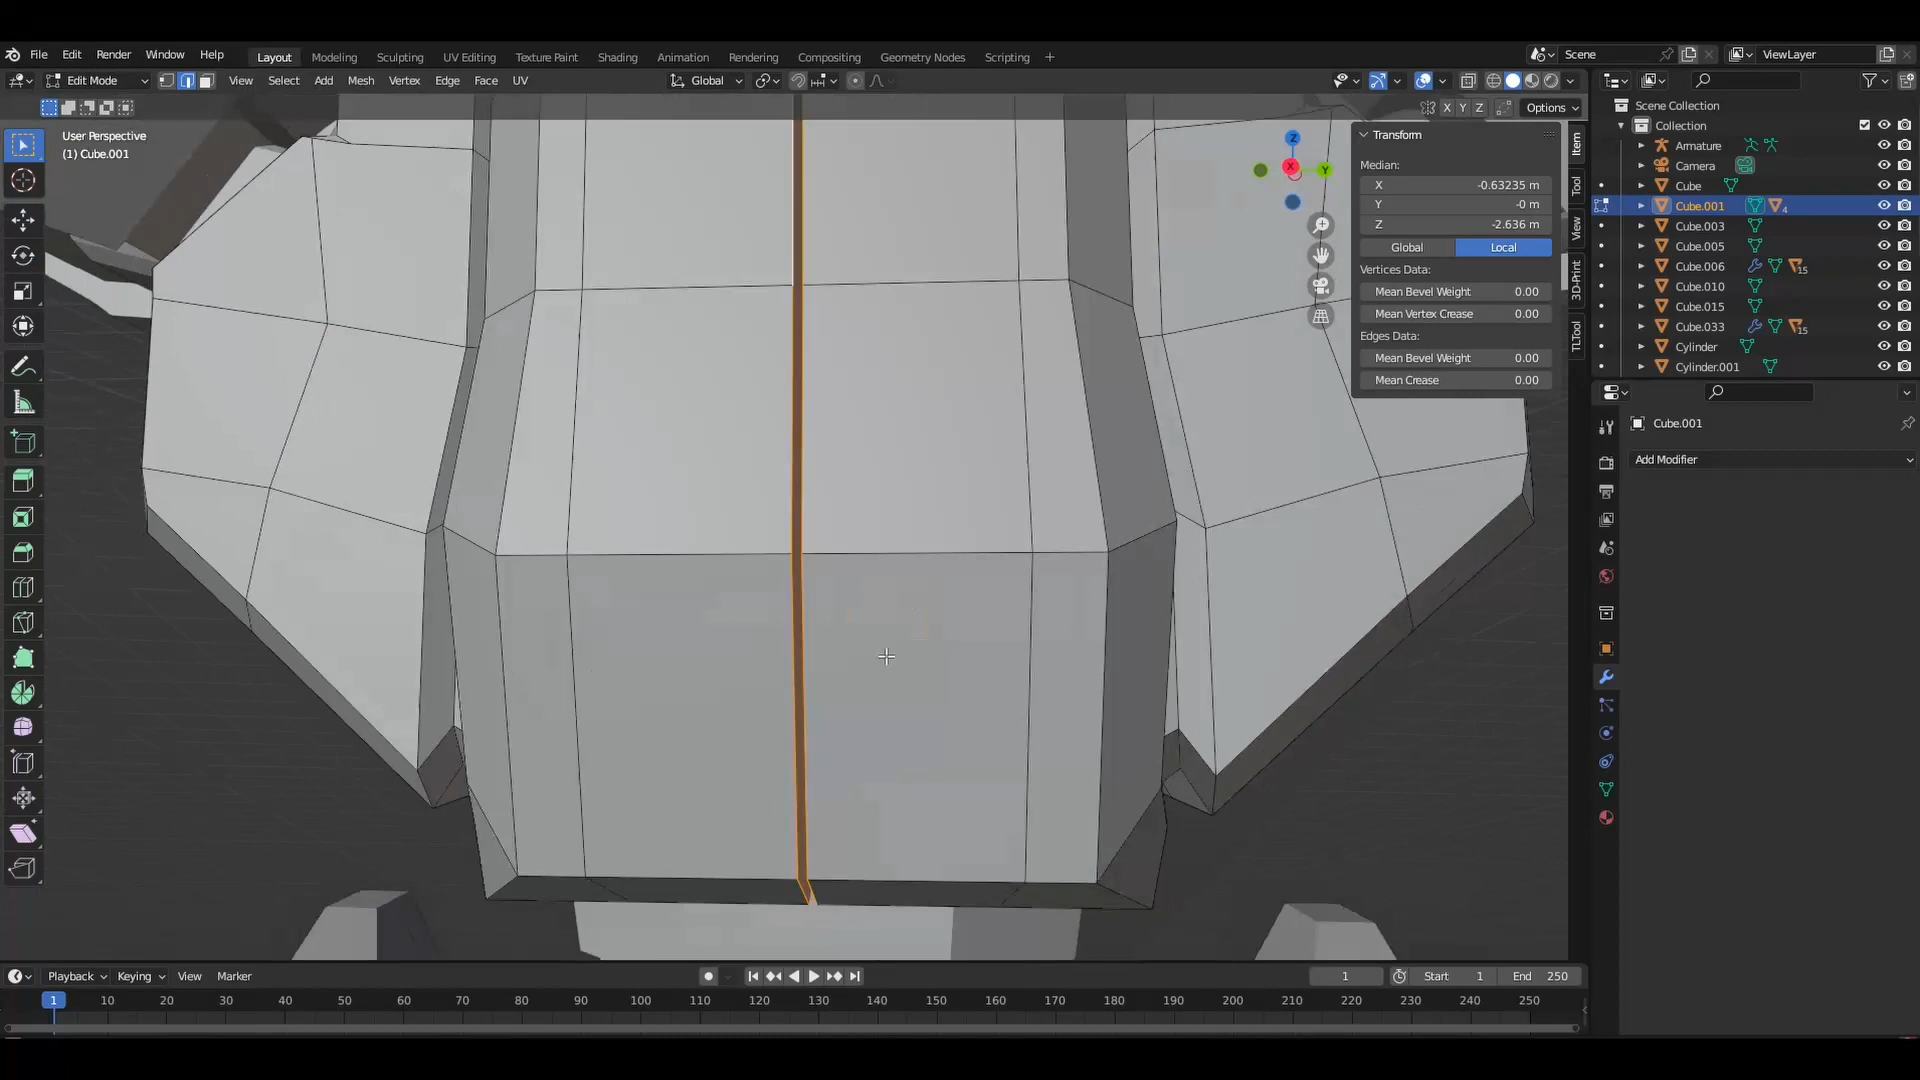 File Edit Render Window Help Layout Modeling Sculpting UV Editing Texture Paint Shading Animation Rendering Compositing Geometry Nodes Scripting + Scene ViewLayer
Edit Mode View Select Add Mesh Vertex Edge Face UV Global
X Y Z Options
User Perspective
(1) Cube.001
Z
X
Y
Transform
Median:
X -0.63235 m
Y -0 m
Z -2.636 m
Global Local
Vertices Data:
Mean Bevel Weight 0.00
Mean Vertex Crease 0.00
Edges Data:
Mean Bevel Weight 0.00
Mean Crease 0.00
Item
Tool
View
3D-Print
TLTool
Scene Collection
Collection
Armature
Camera
Cube
Cube.001 4
Cube.003
Cube.005
Cube.006 15
Cube.010
Cube.015
Cube.033 15
Cylinder
Cylinder.001
Cube.001
Add Modifier
Playback Keying View Marker 1 Start 1 End 250
1 10 20 30 40 50 60 70 80 90 100 110 120 130 140 150 160 170 180 190 200 210 220 230 240 250